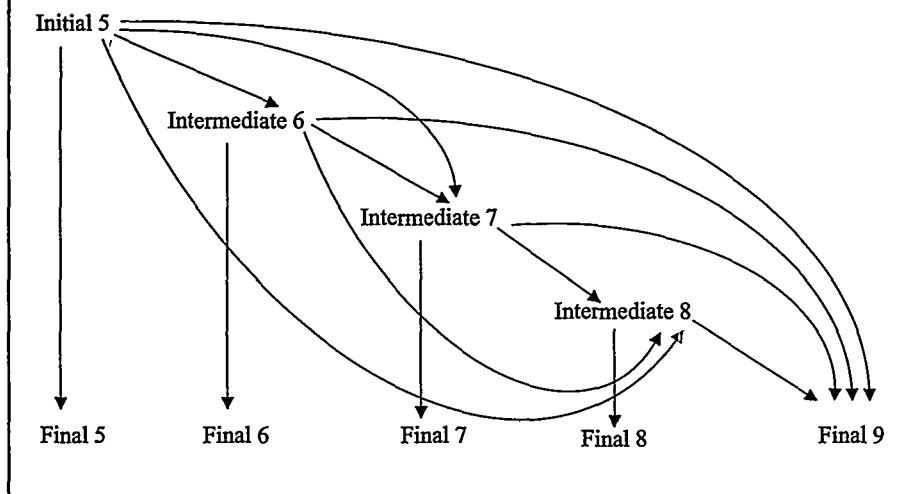 Initial 5
Intermediate 6
Intermediate 7
Intermediate 8
Final 5
Final 6
Final 7
Final 8
Final 9